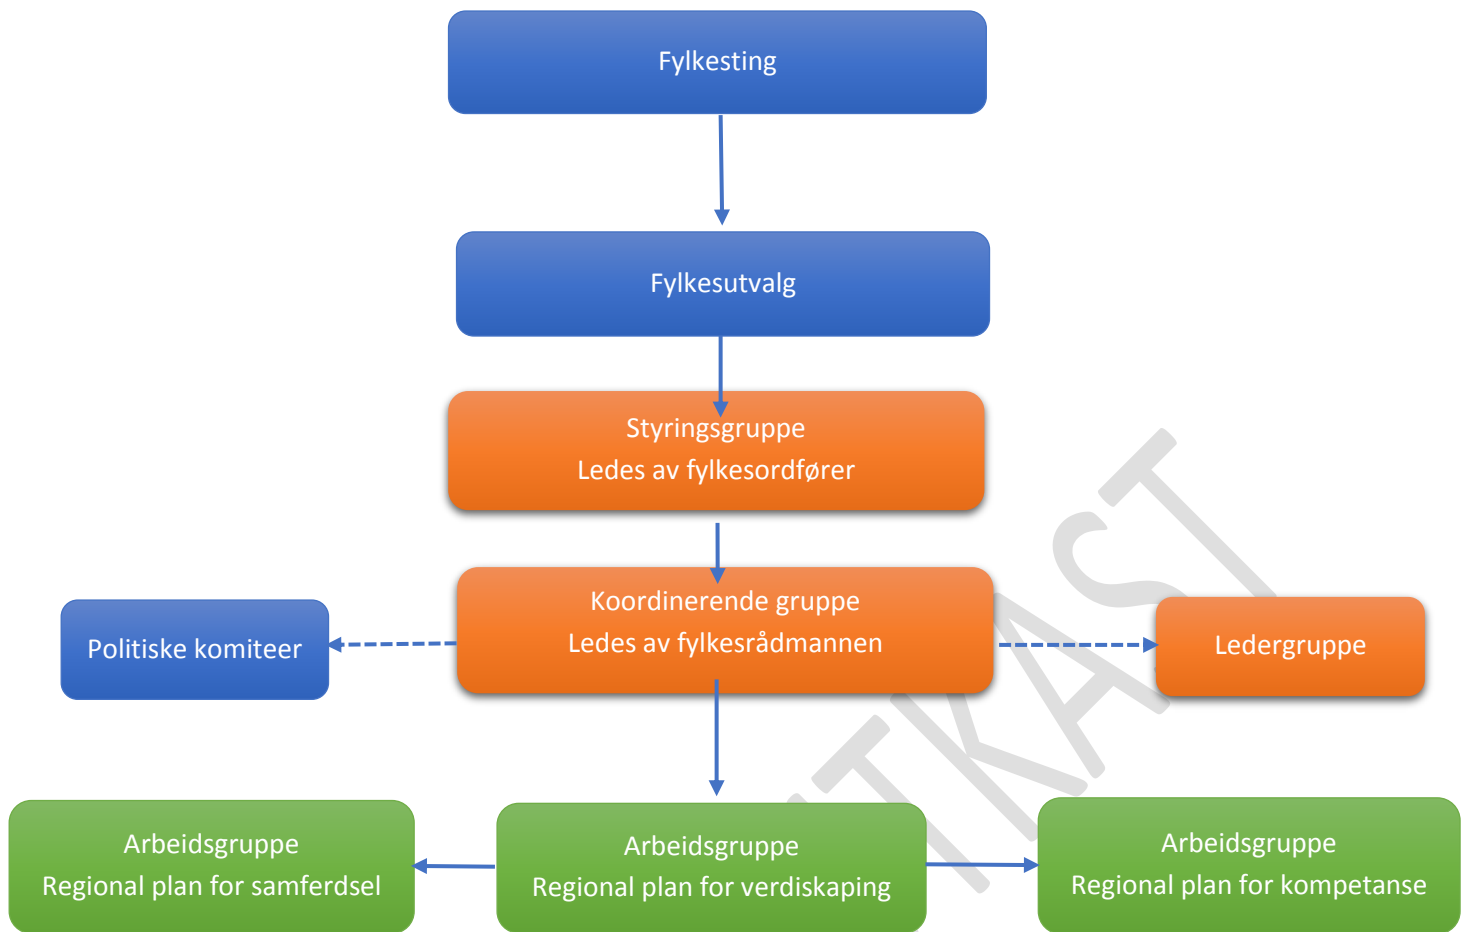 Fylkesting
Fylkesutvalg
Styringsgruppe
Ledes av fylkesordfører
Koordinerende gruppe
Ledes av fylkesrådmannen
Politiske komiteer
Ledergruppe
Arbeidsgruppe
Regional plan for samferdsel
Arbeidsgruppe
Regional plan for verdiskaping
Arbeidsgruppe
Regional plan for kompetanse
UTKAST